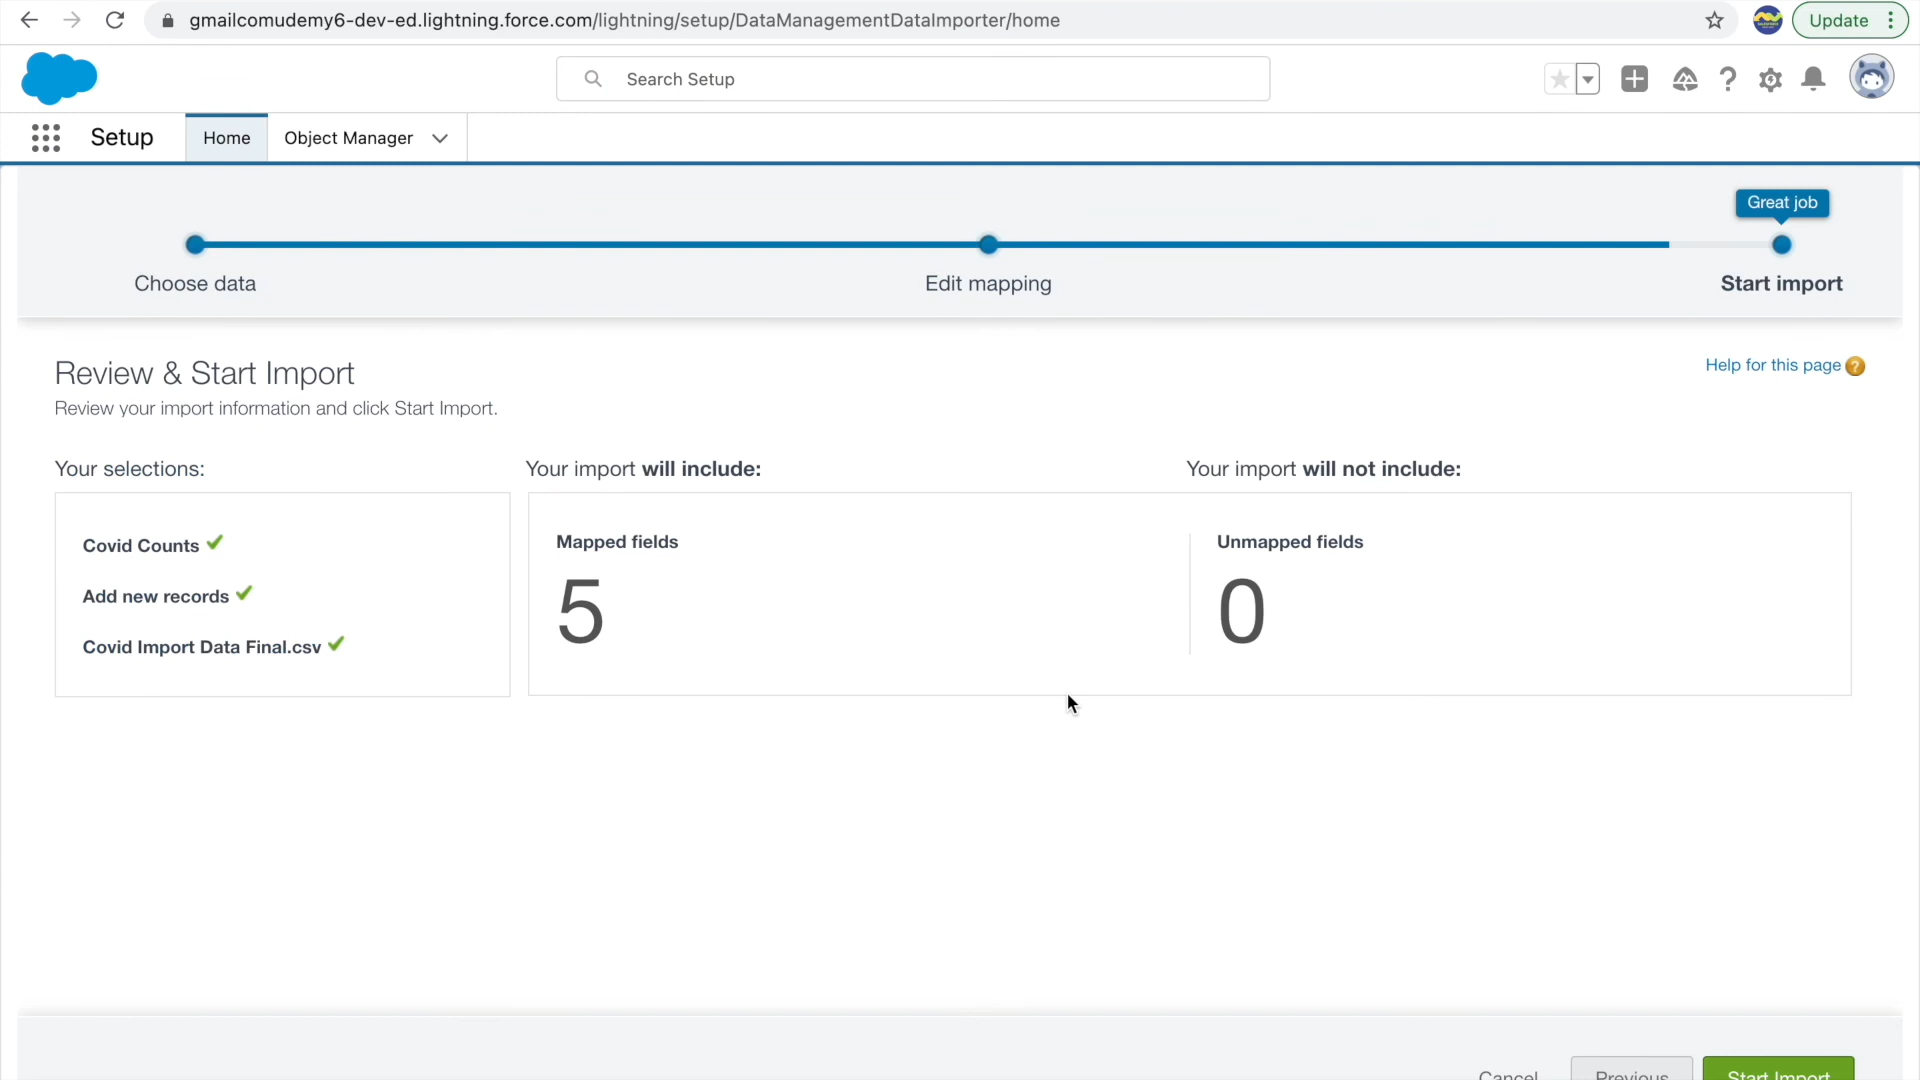 gmailcomudemy6-dev-ed.lightning.force.com/lightning/setup/DataManagementDataImporter/home
Update
Search Setup
Setup
Home
Object Manager
Great job
Choose data
Edit mapping
Start import
Review & Start Import
Help for this page ?
Review your import information and click Start Import.
Your selections:
Your import will include:
Your import will not include:
Covid Counts
Add new records
Covid Import Data Final.csv
Mapped fields
5
Unmapped fields
0
Cancel
Previous
Start Import